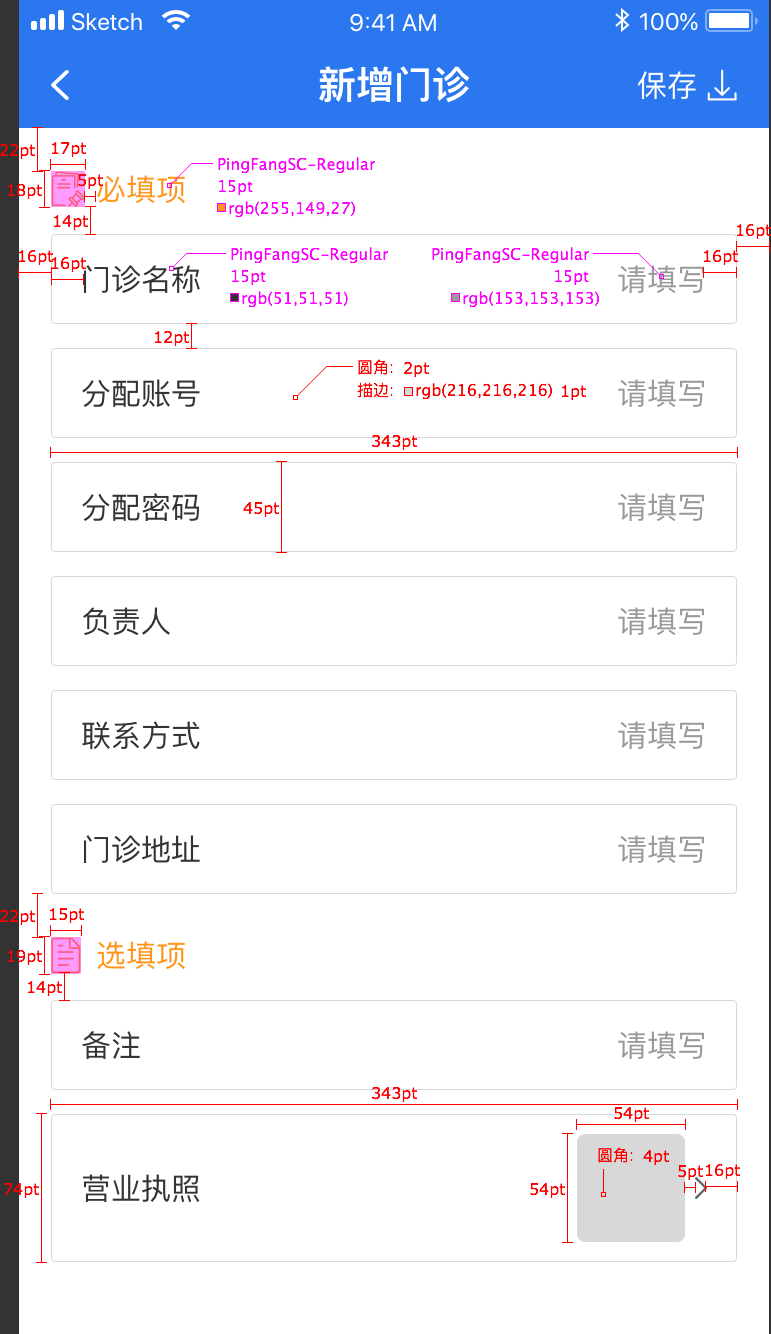 Sketch 9:41 AM 100%
新增门诊 保存
22pt 17pt
PingFangSC-Regular
18pt 5pt 必填项 15pt
rgb(255,149,27)
14pt
16pt
16pt 16pt PingFangSC-Regular PingFangSC-Regular 16pt
门诊名称 15pt 15pt 请填写
rgb(51,51,51) rgb(153,153,153)
12pt
圆角: 2pt
分配账号 描边: rgb(216,216,216) 1pt 请填写
343pt
分配密码 45pt 请填写
负责人 请填写
联系方式 请填写
门诊地址 请填写
22pt 15pt
19pt 选填项
14pt
备注 请填写
343pt
54pt
圆角: 4pt
5pt 16pt
74pt 营业执照 54pt